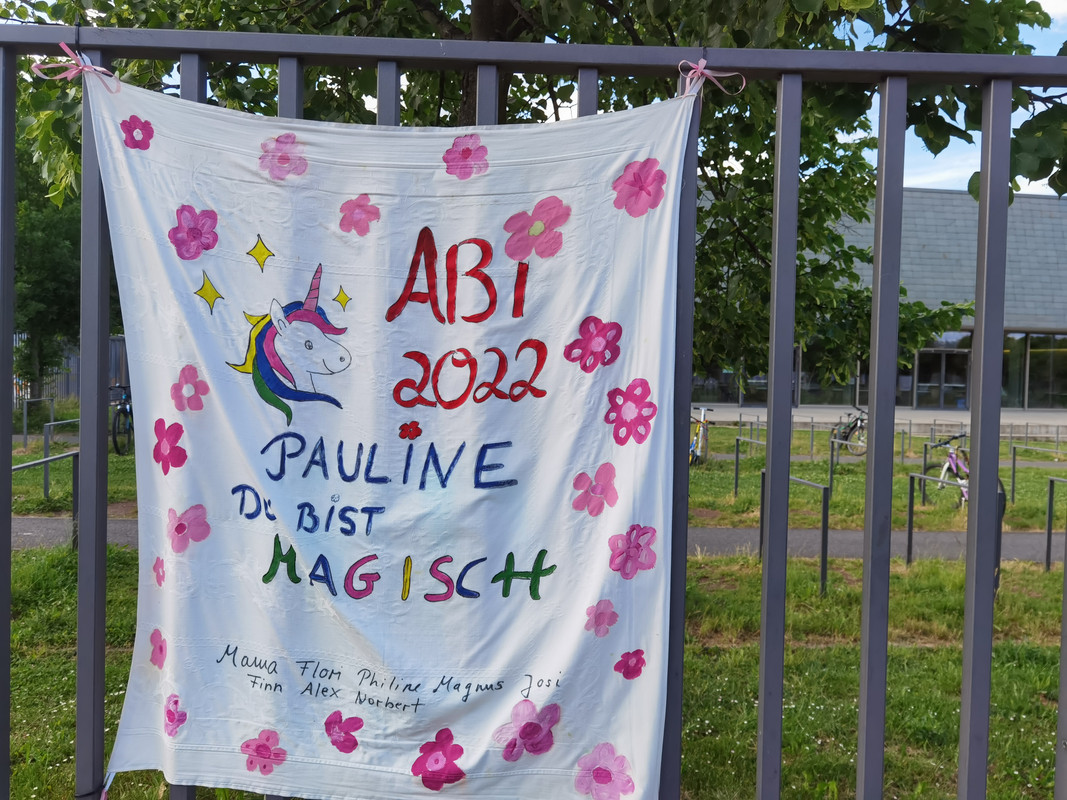 ABI
2022
PAULINE
DU BiST
MAGISCH
Mama Flori Philine Magnus Josi
Finn Alex Norbert